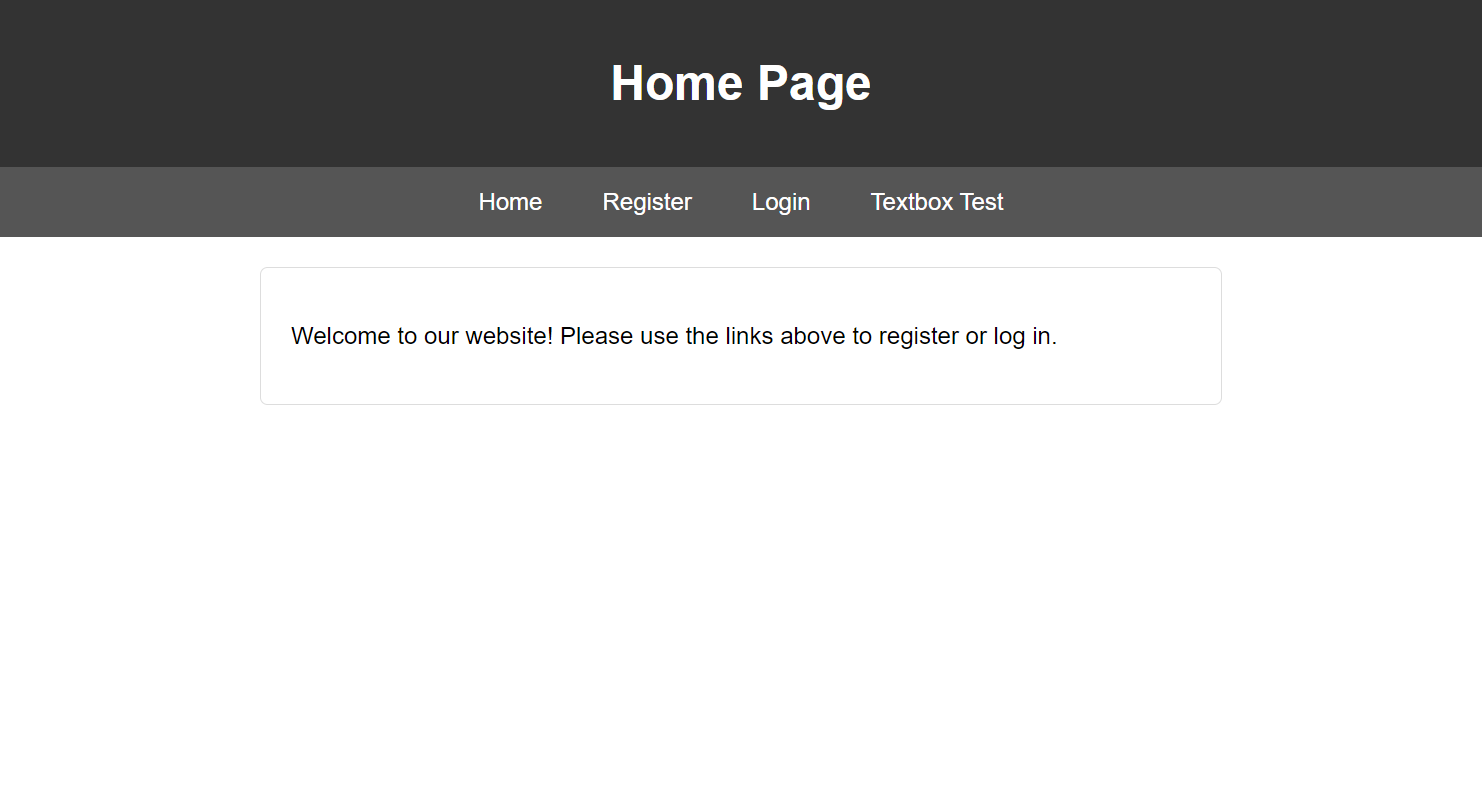 Home Page
Home Register Login Textbox Test
Welcome to our website! Please use the links above to register or log in.